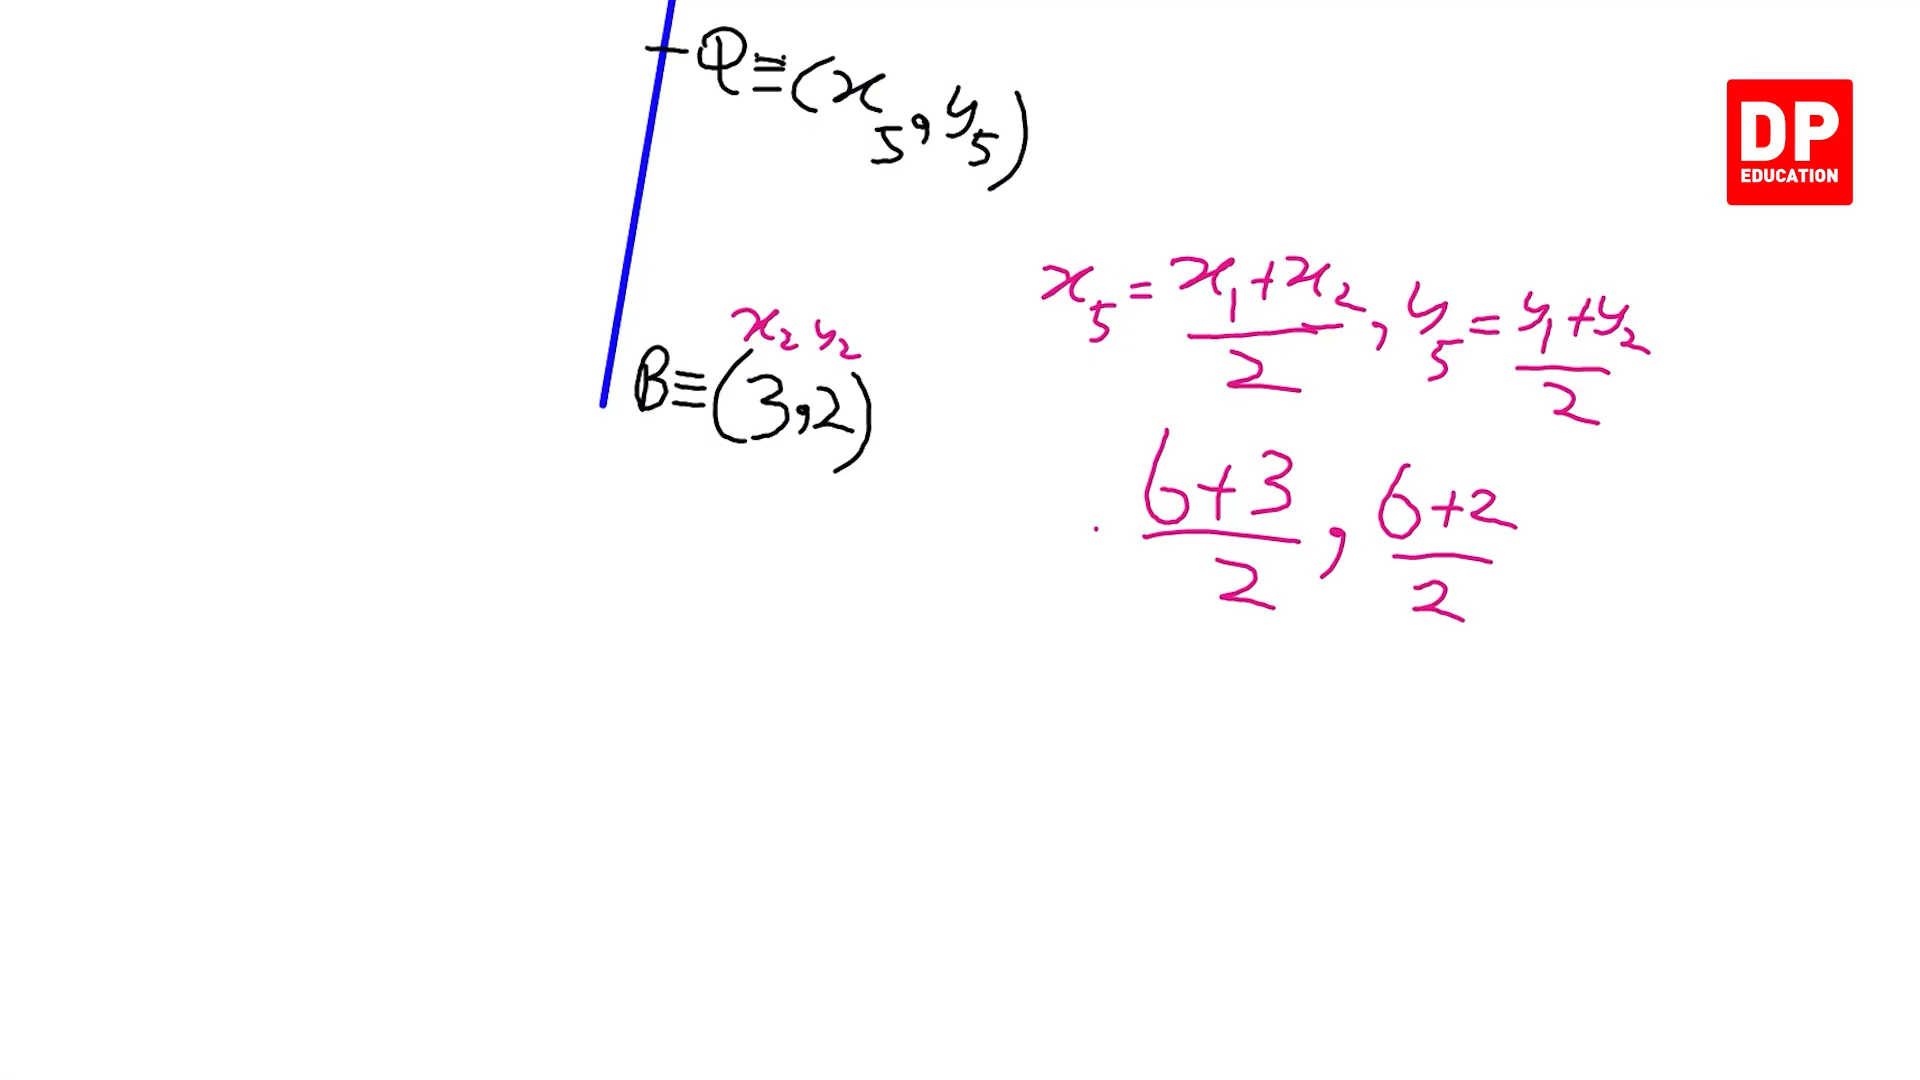 Q≡(x₅, y₅)
DP
EDUCATION
x₅ = (x₁+x₂)/2, y₅ = (y₁+y₂)/2
x₂ y₂
B≡(3,2)
(6+3)/2, (6+2)/2